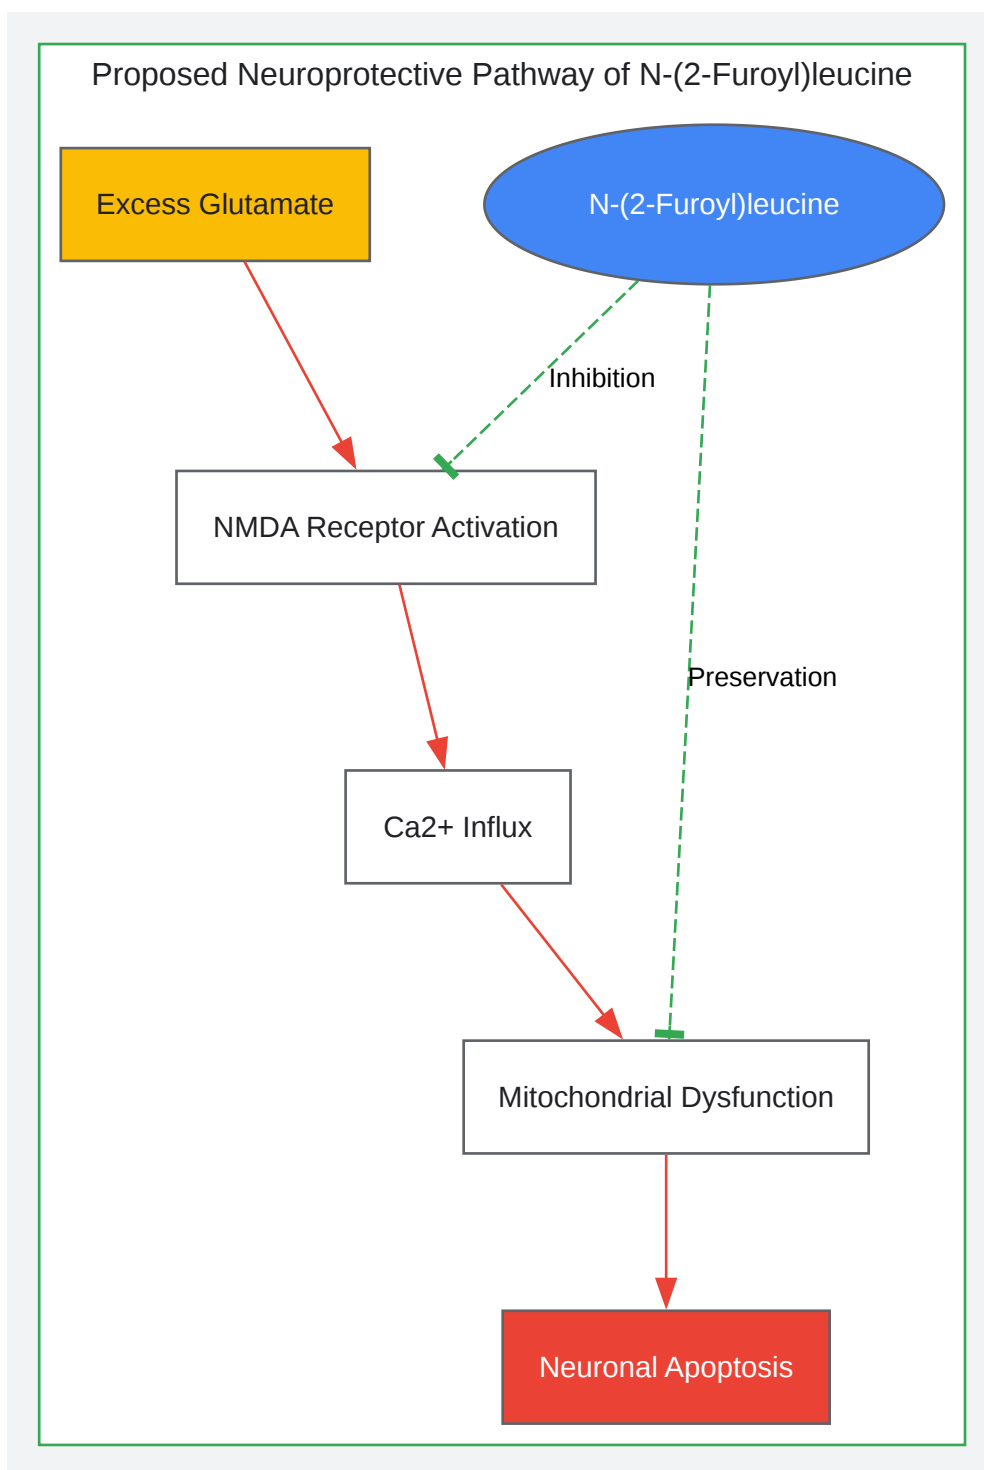 Proposed Neuroprotective Pathway of N-(2-Furoyl)leucine
Excess Glutamate
N-(2-Furoyl)leucine
Inhibition
NMDA Receptor Activation
Preservation
Ca2+ Influx
Mitochondrial Dysfunction
Neuronal Apoptosis